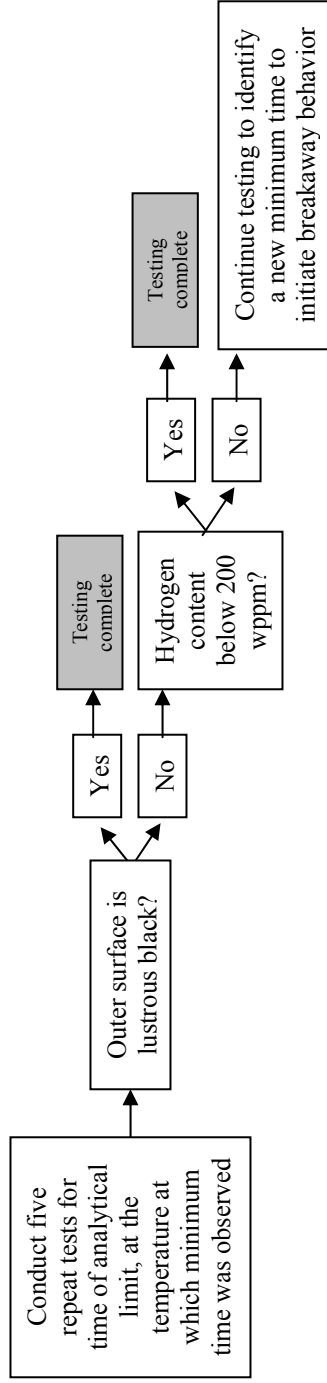 Conduct five
repeat tests for
time of analytical
limit, at the
temperature at
which minimum
time was observed
Outer surface is
lustrous black?
Yes
No
Testing
complete
Hydrogen
content
below 200
wppm?
Yes
No
Testing
complete
Continue testing to identify
a new minimum time to
initiate breakaway behavior